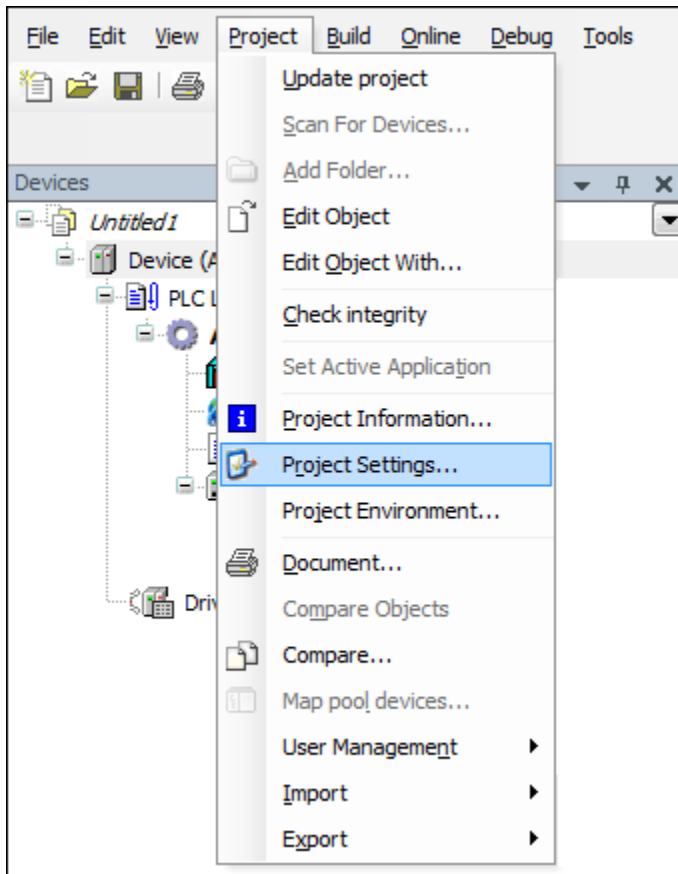 File Edit View Project Build Online Debug Tools
Update project
Scan For Devices...
Devices
Add Folder...
Untitled1
Edit Object
Device (A
Edit Object With...
PLC L
Check integrity
Set Active Application
i Project Information...
Project Settings...
Project Environment...
Document...
Driv
Compare Objects
Compare...
Map pool devices...
User Management
Import
Export